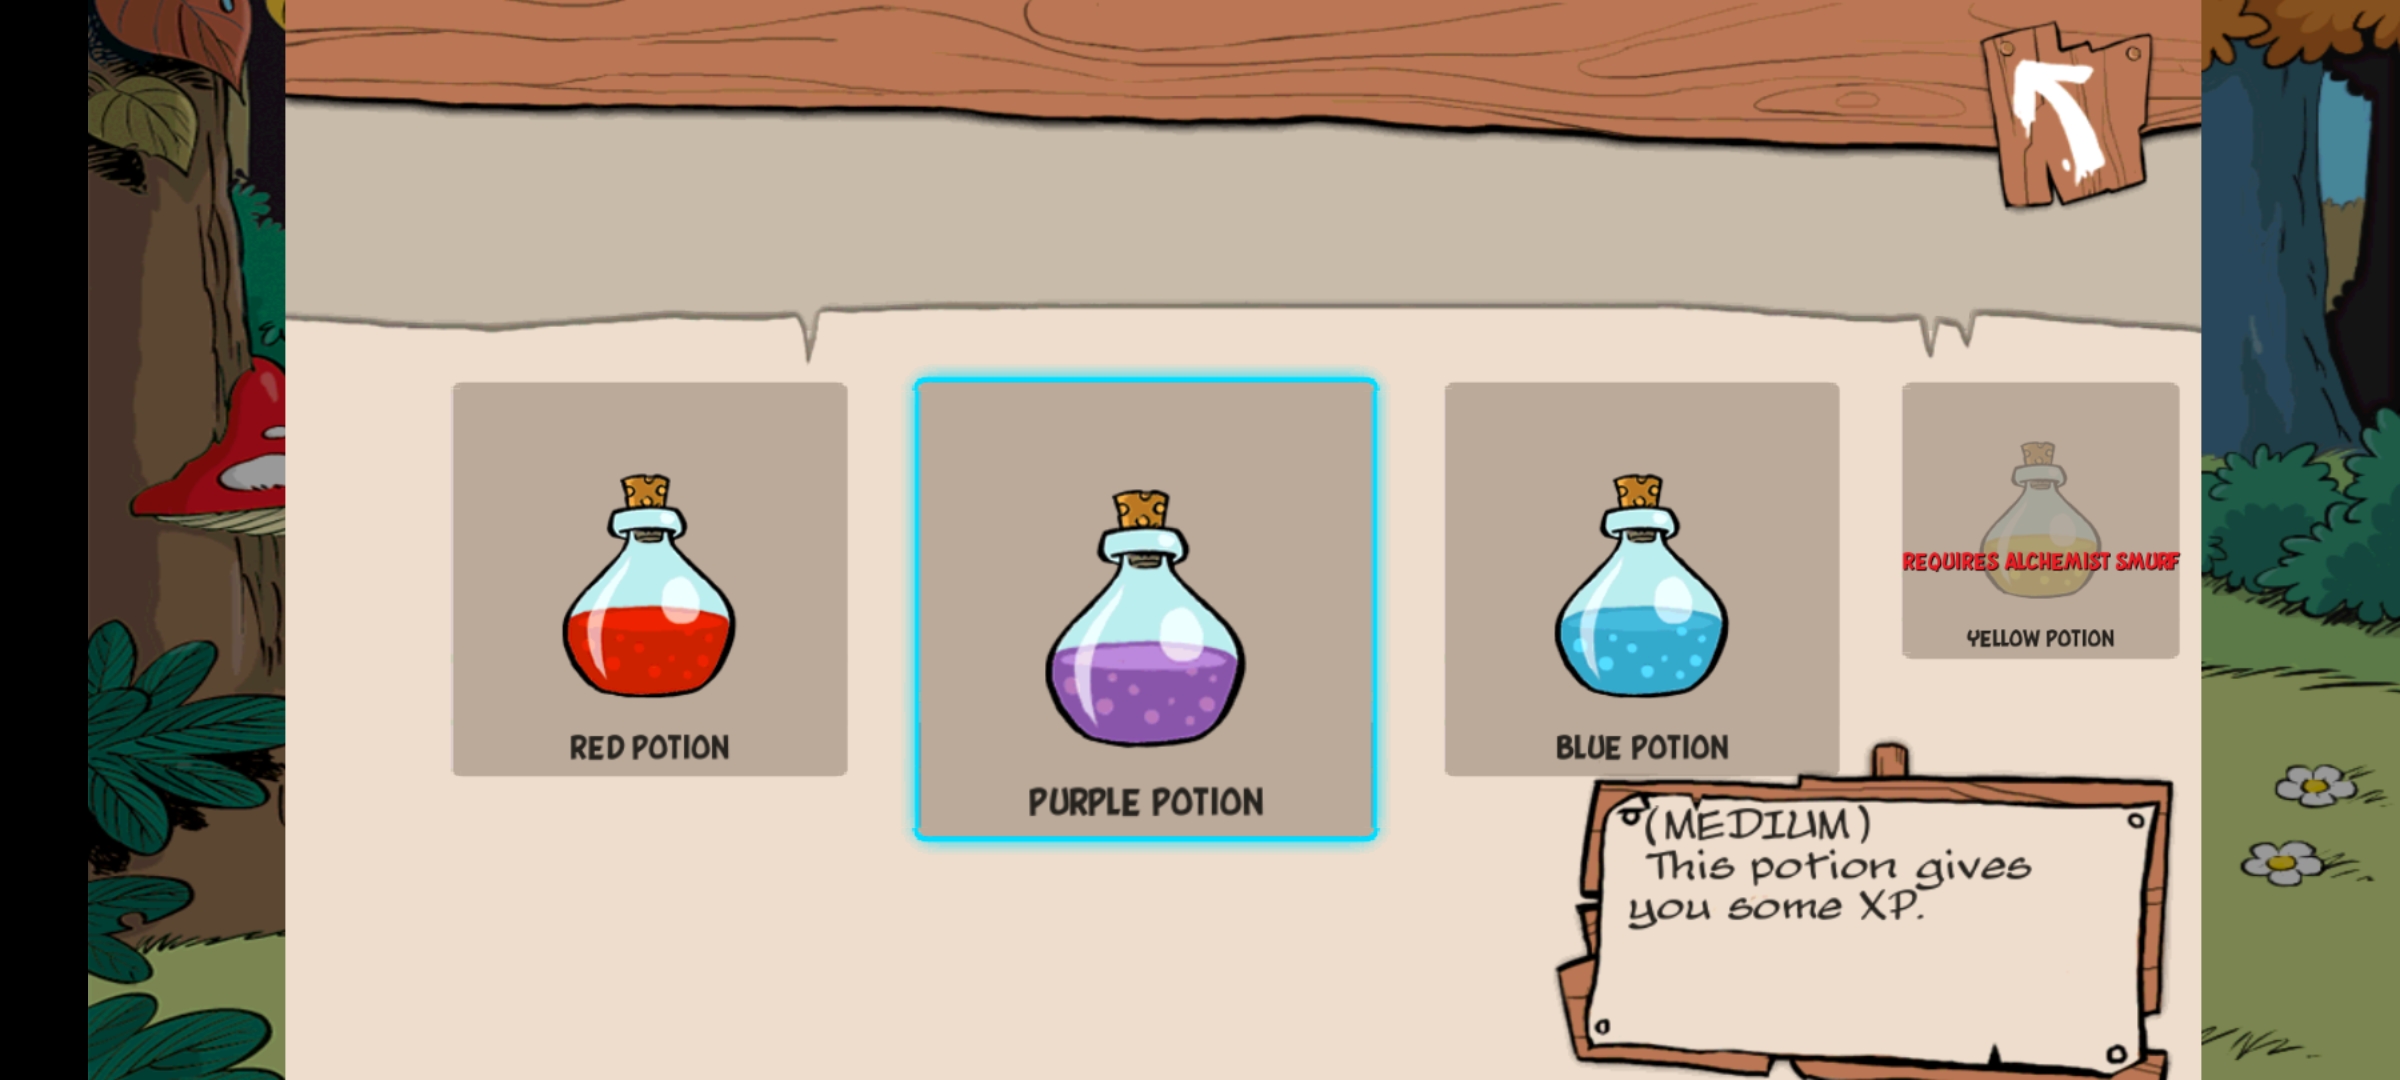 REQUIRES ALCHEMIST SMURF
YELLOW POTION
RED POTION
BLUE POTION
PURPLE POTION
(MEDIUM)
This potion gives
you some XP.